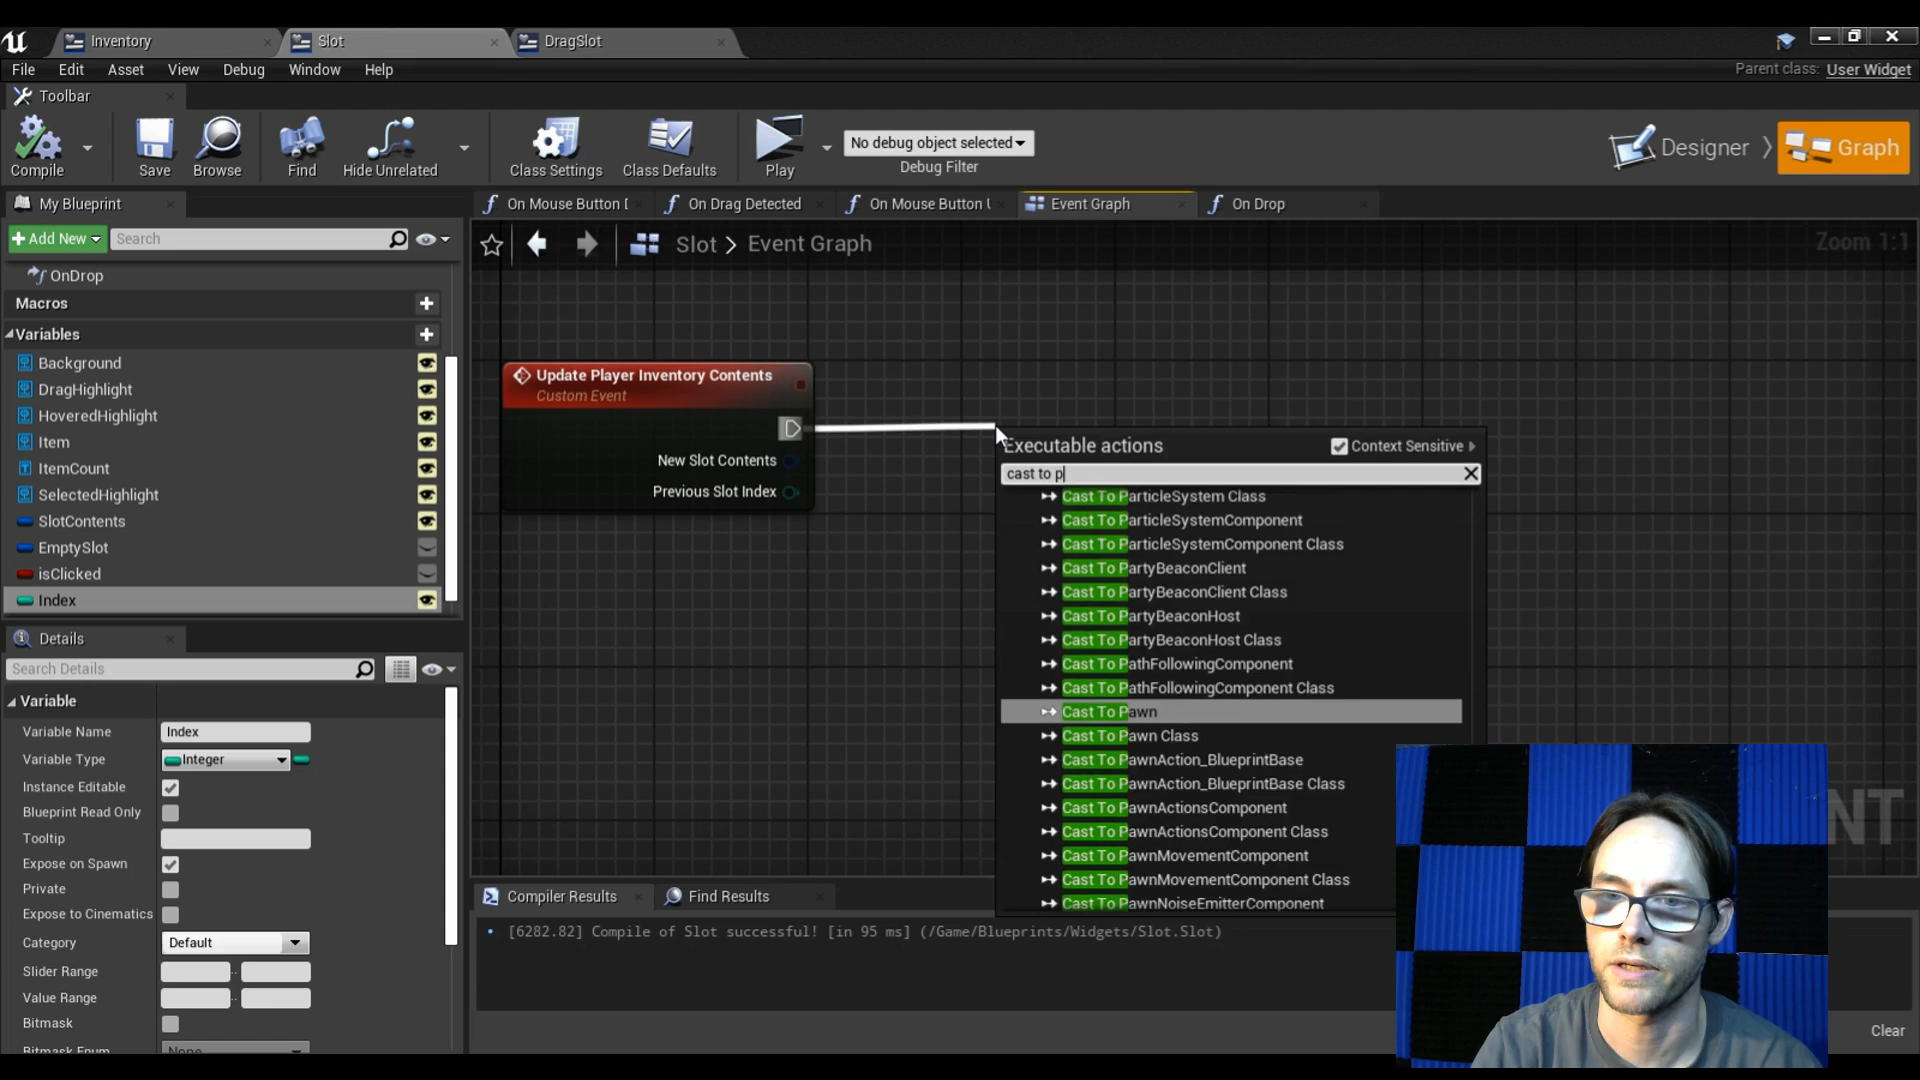 Inventory
Slot
DragSlot
File Edit Asset View Debug Window Help
Parent class: User Widget
Toolbar
Compile
Save
Browse
Find
Hide Unrelated
Class Settings
Class Defaults
Play
No debug object selected
Debug Filter
Designer
Graph
My Blueprint
On Mouse Button
On Drag Detected
On Mouse Button
Event Graph
On Drop
+ Add New
Search
Slot > Event Graph
Zoom 1:1
OnDrop
Macros
Variables
Background
DragHighlight
HoveredHighlight
Item
ItemCount
SelectedHighlight
SlotContents
EmptySlot
isClicked
Index
Update Player Inventory Contents
Custom Event
New Slot Contents
Previous Slot Index
Executable actions
Context Sensitive
cast to p
Cast To ParticleSystem Class
Cast To ParticleSystemComponent
Cast To ParticleSystemComponent Class
Cast To PartyBeaconClient
Cast To PartyBeaconClient Class
Cast To PartyBeaconHost
Cast To PartyBeaconHost Class
Cast To PathFollowingComponent
Cast To PathFollowingComponent Class
Cast To Pawn
Cast To Pawn Class
Cast To PawnAction_BlueprintBase
Cast To PawnAction_BlueprintBase Class
Cast To PawnActionsComponent
Cast To PawnActionsComponent Class
Cast To PawnMovementComponent
Cast To PawnMovementComponent Class
Cast To PawnNoiseEmitterComponent
NT
Details
Search Details
Variable
Variable Name Index
Variable Type Integer
Instance Editable
Blueprint Read Only
Tooltip
Expose on Spawn
Private
Expose to Cinematics
Category Default
Slider Range
Value Range
Bitmask
Bitmask Enum None
Compiler Results
Find Results
[6282.82] Compile of Slot successful! [in 95 ms] (/Game/Blueprints/Widgets/Slot.Slot)
Clear